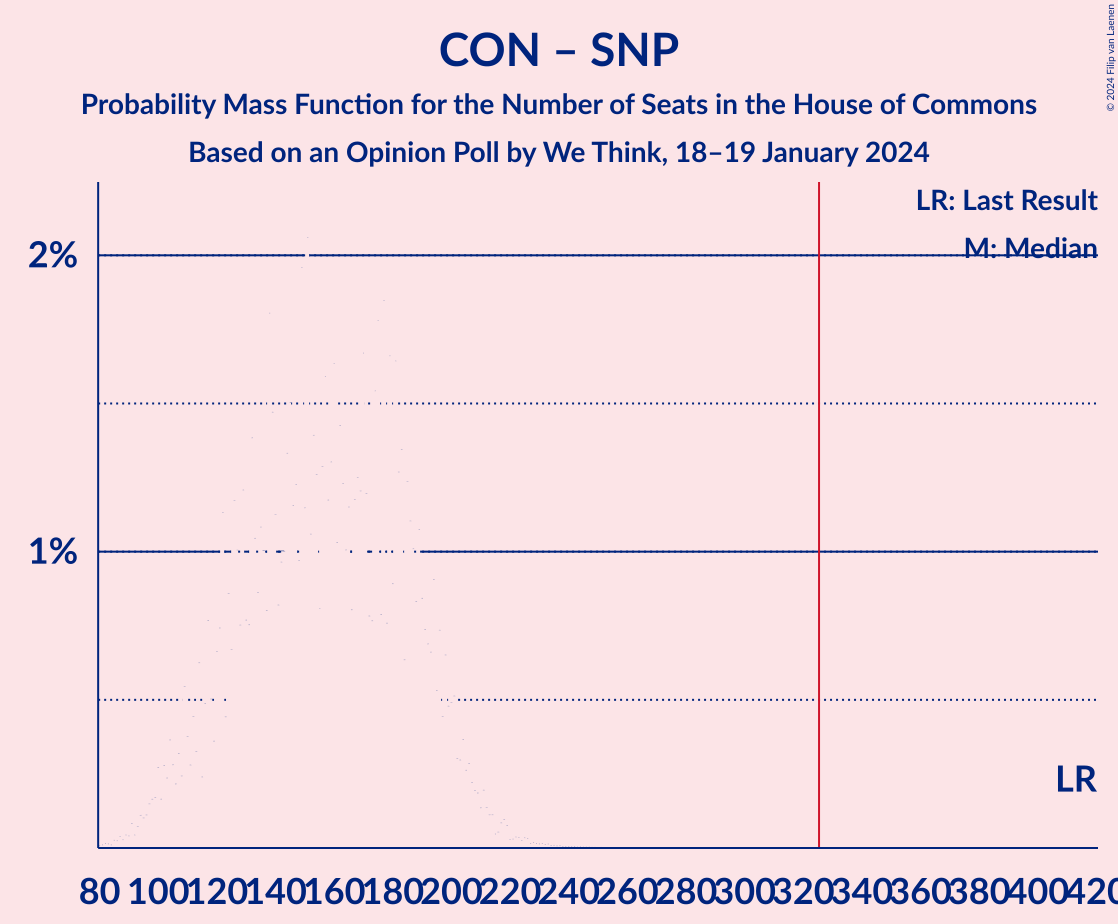 CON – SNP
Probability Mass Function for the Number of Seats in the House of Commons
Based on an Opinion Poll by We Think, 18–19 January 2024
© 2024 Filip van Laenen
LR: Last Result
M: Median
2%
1%
LR
80 100 120 140 160 180 200 220 240 260 280 300 320 340 360 380 400 420